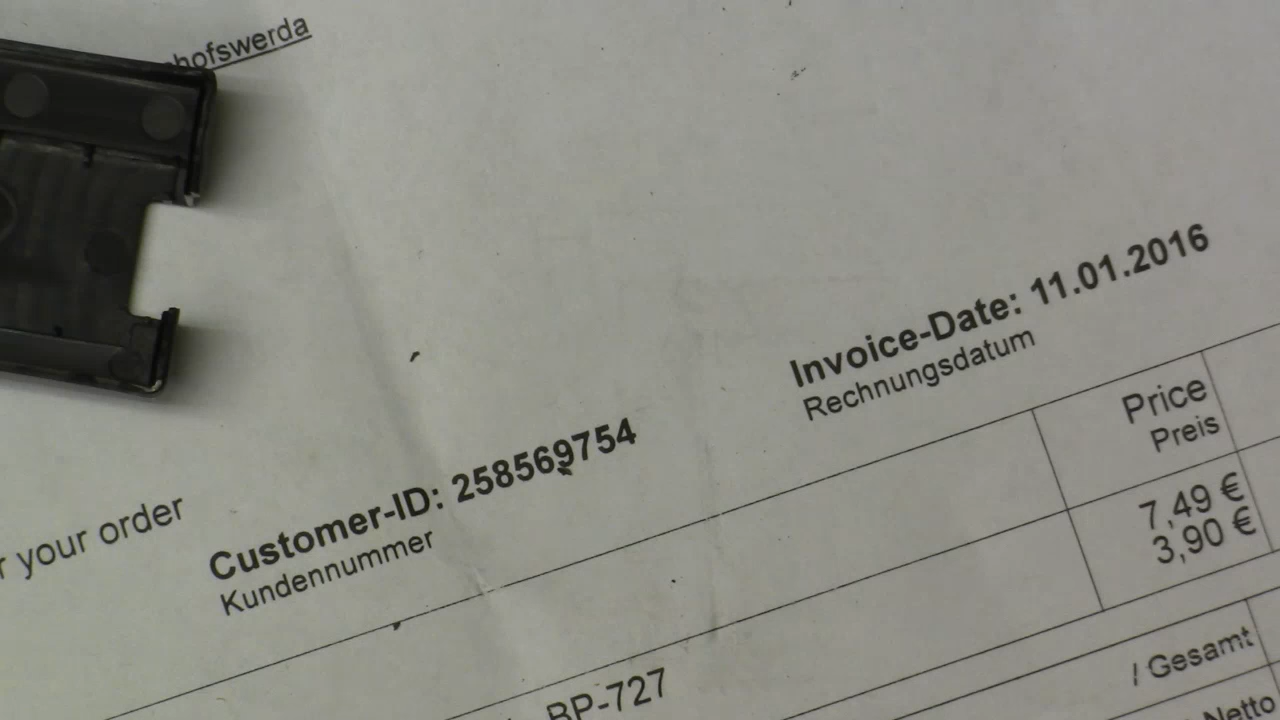 hofswerda
Invoice-Date: 11.01.2016
Rechnungsdatum
Price
Preis
your order
Customer-ID: 258569754
Kundennummer
7,49 €
3,90 €
BP-727
/ Gesamt
Netto